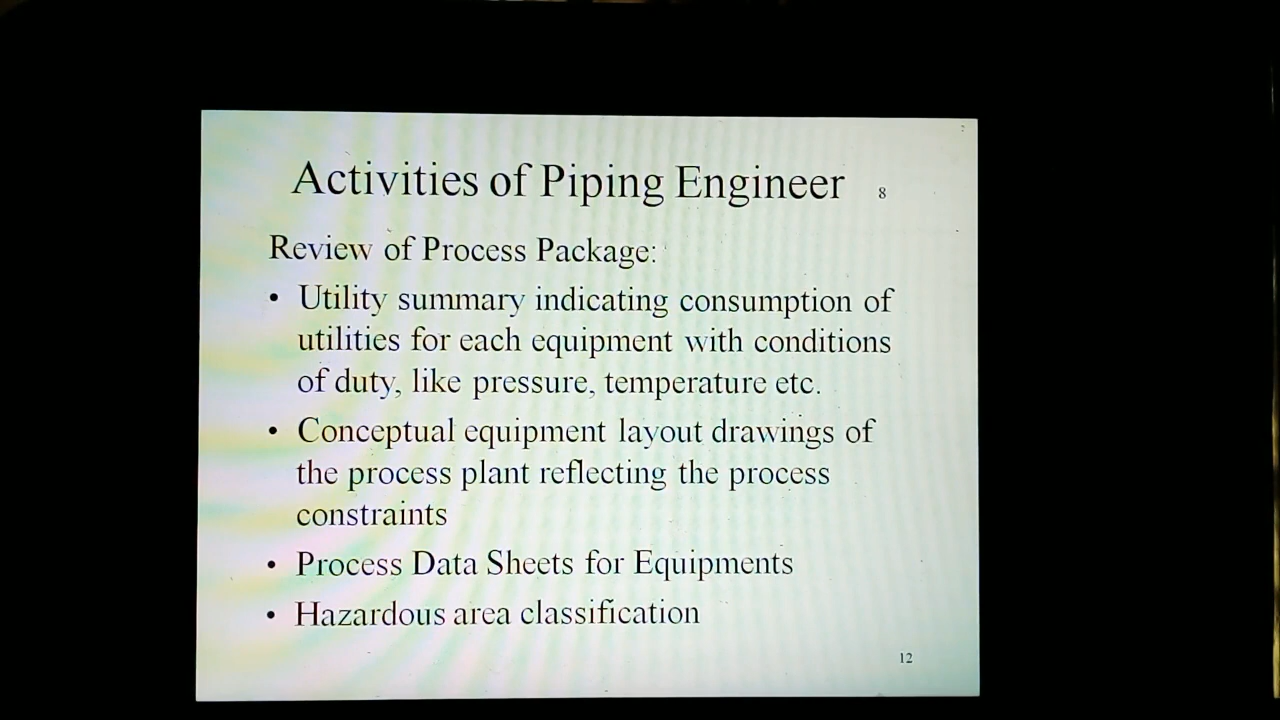 Activities of Piping Engineer 8
Review of Process Package:
• Utility summary indicating consumption of
utilities for each equipment with conditions
of duty, like pressure, temperature etc.
• Conceptual equipment layout drawings of
the process plant reflecting the process
constraints
• Process Data Sheets for Equipments
• Hazardous area classification
12